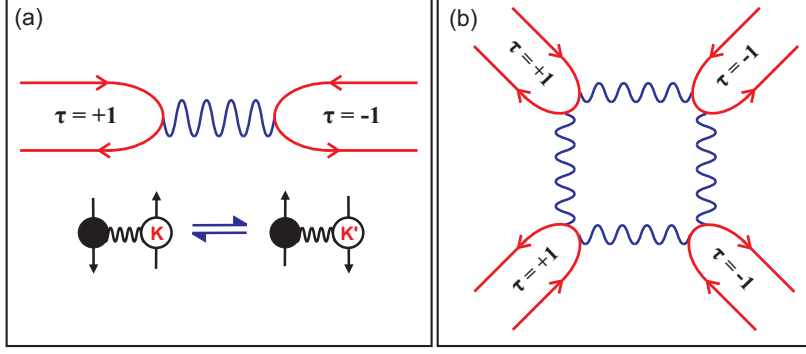 (a)
τ = +1
τ = -1
K
K'
(b)
τ = +1
τ = -1
τ = +1
τ = -1